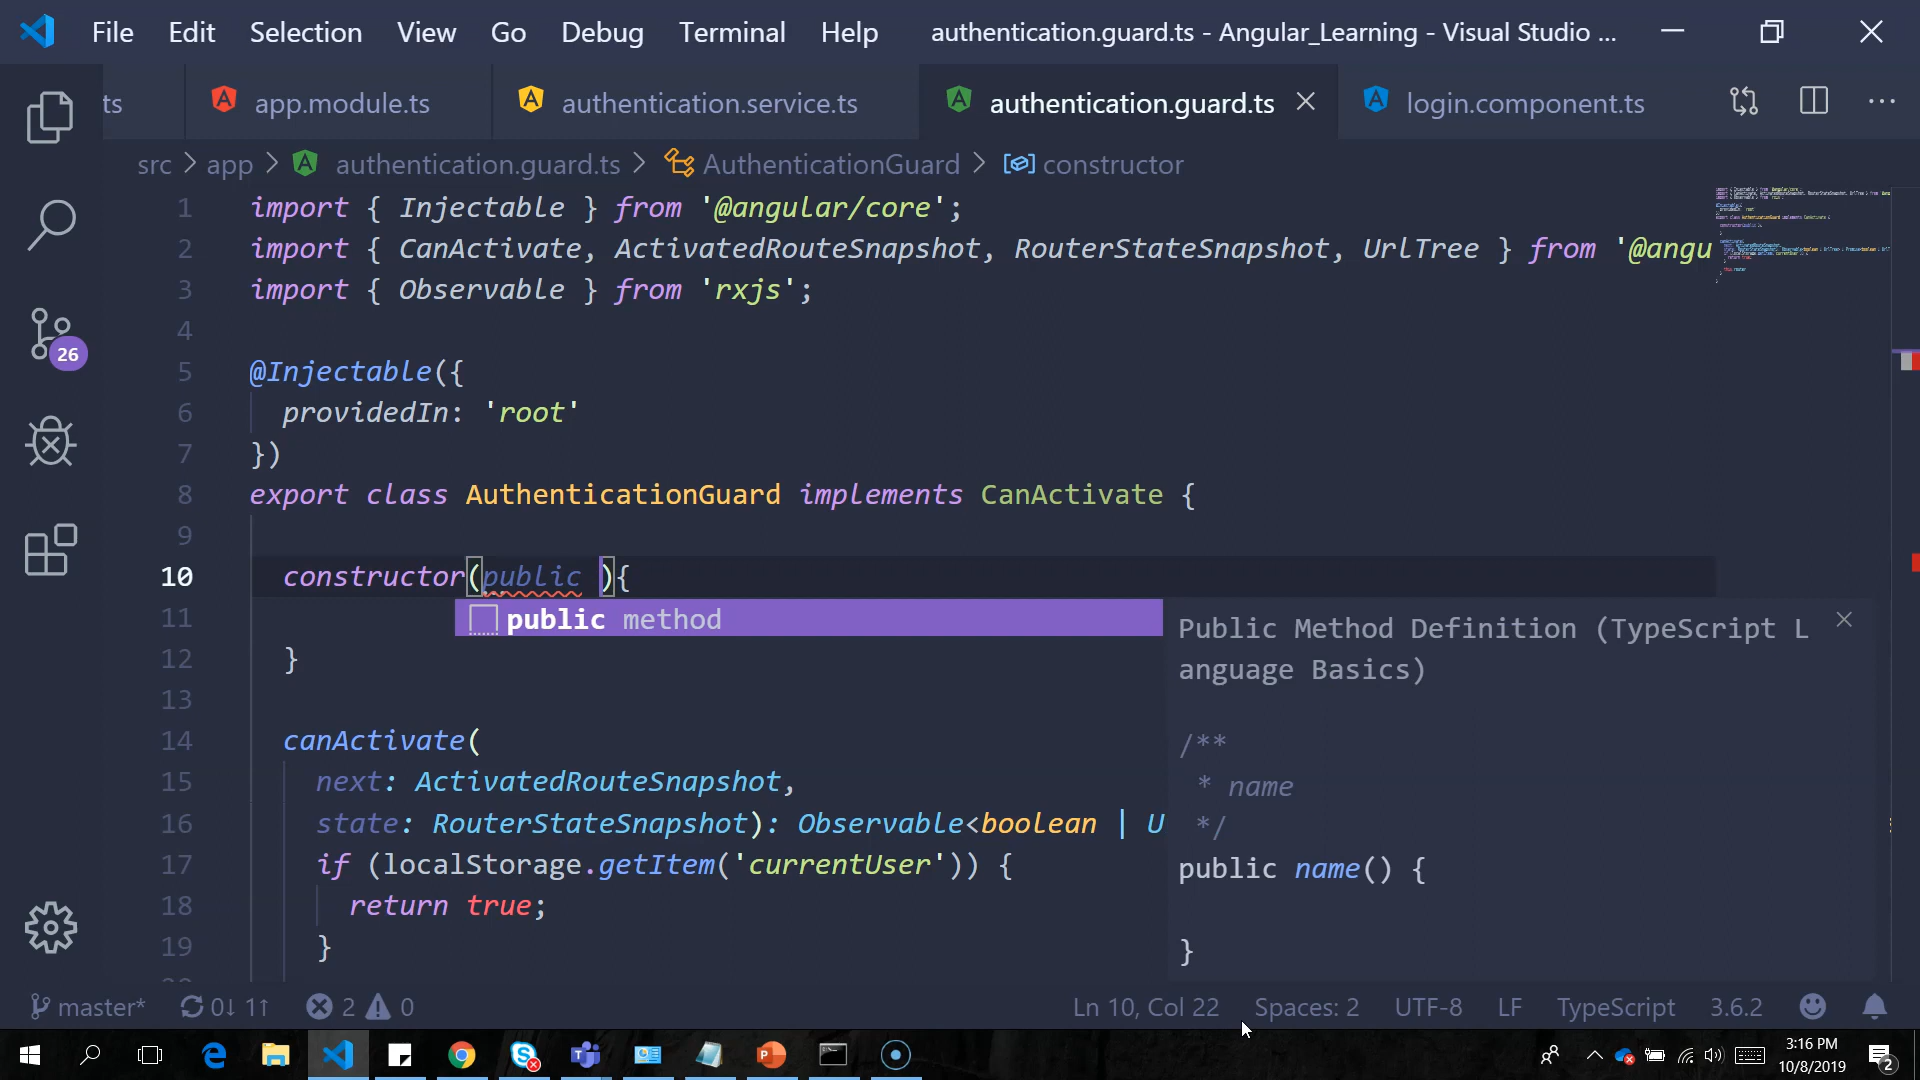 File Edit Selection View Go Debug Terminal Help authentication.guard.ts - Angular_Learning - Visual Studio ...
ts app.module.ts authentication.service.ts authentication.guard.ts login.component.ts
src > app > authentication.guard.ts > AuthenticationGuard > constructor
1 import { Injectable } from '@angular/core';
2 import { CanActivate, ActivatedRouteSnapshot, RouterStateSnapshot, UrlTree } from '@angu
3 import { Observable } from 'rxjs';
4
5 @Injectable({
6 providedIn: 'root'
7 })
8 export class AuthenticationGuard implements CanActivate {
9
10 constructor(public ){
11 public method
Public Method Definition (TypeScript L
anguage Basics)
12 }
13
/**
* name
*/
public name() {
}
14 canActivate(
15 next: ActivatedRouteSnapshot,
16 state: RouterStateSnapshot): Observable<boolean | U
17 if (localStorage.getItem('currentUser')) {
18 return true;
19 }
26
master* 0↓ 1↑ 2 0 Ln 10, Col 22 Spaces: 2 UTF-8 LF TypeScript 3.6.2
3:16 PM
10/8/2019
2